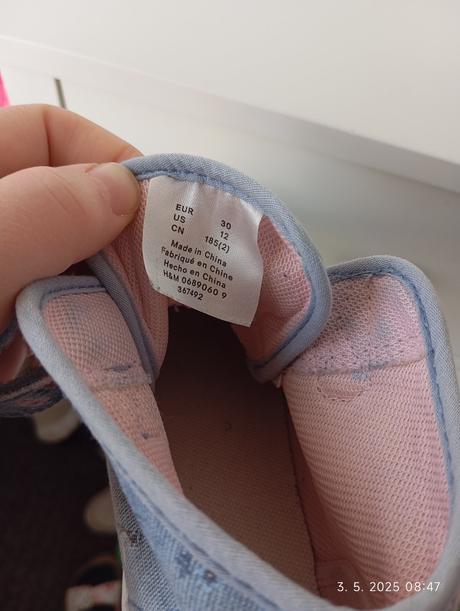 EUR 30
US 12
CN 185(2)
Made in China
Fabriqué en Chine
Hecho en China
H&M 0689060 9
367492
3. 5. 2025 08:47